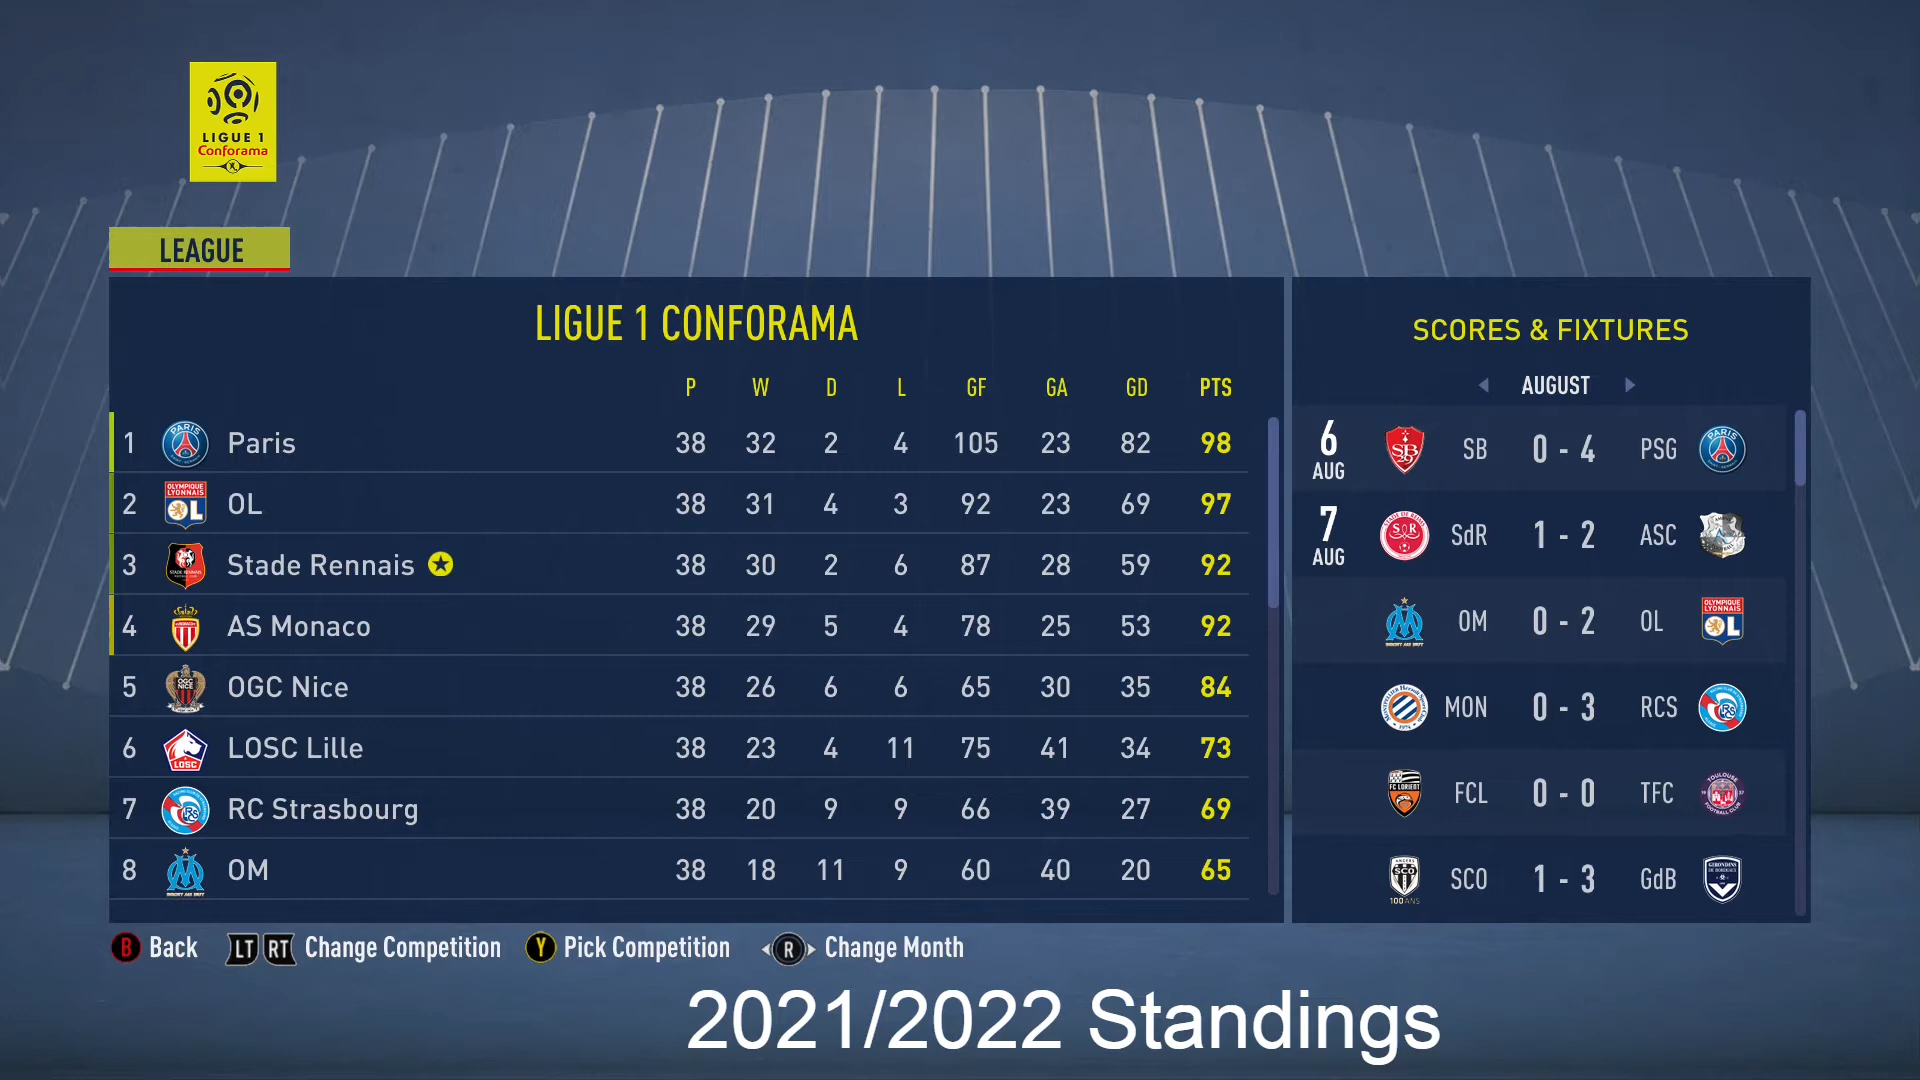 LIGUE 1
Conforama
LEAGUE
LIGUE 1 CONFORAMA
P W D L GF GA GD PTS
1 Paris 38 32 2 4 105 23 82 98
2 OL 38 31 4 3 92 23 69 97
3 Stade Rennais 38 30 2 6 87 28 59 92
4 AS Monaco 38 29 5 4 78 25 53 92
5 OGC Nice 38 26 6 6 65 30 35 84
6 LOSC Lille 38 23 4 11 75 41 34 73
7 RC Strasbourg 38 20 9 9 66 39 27 69
8 OM 38 18 11 9 60 40 20 65
SCORES & FIXTURES
AUGUST
6 AUG SB 0 - 4 PSG
7 AUG SdR 1 - 2 ASC
OM 0 - 2 OL
MON 0 - 3 RCS
FCL 0 - 0 TFC
SCO 1 - 3 GdB
B Back LT RT Change Competition Y Pick Competition R Change Month
2021/2022 Standings